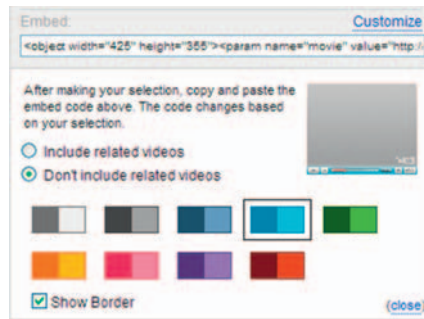 Embed: Customize
<object width="425" height="355"><param name="movie" value="http:/
After making your selection, copy and paste the
embed code above. The code changes based
on your selection.
Include related videos
Don't include related videos
Show Border
(close)